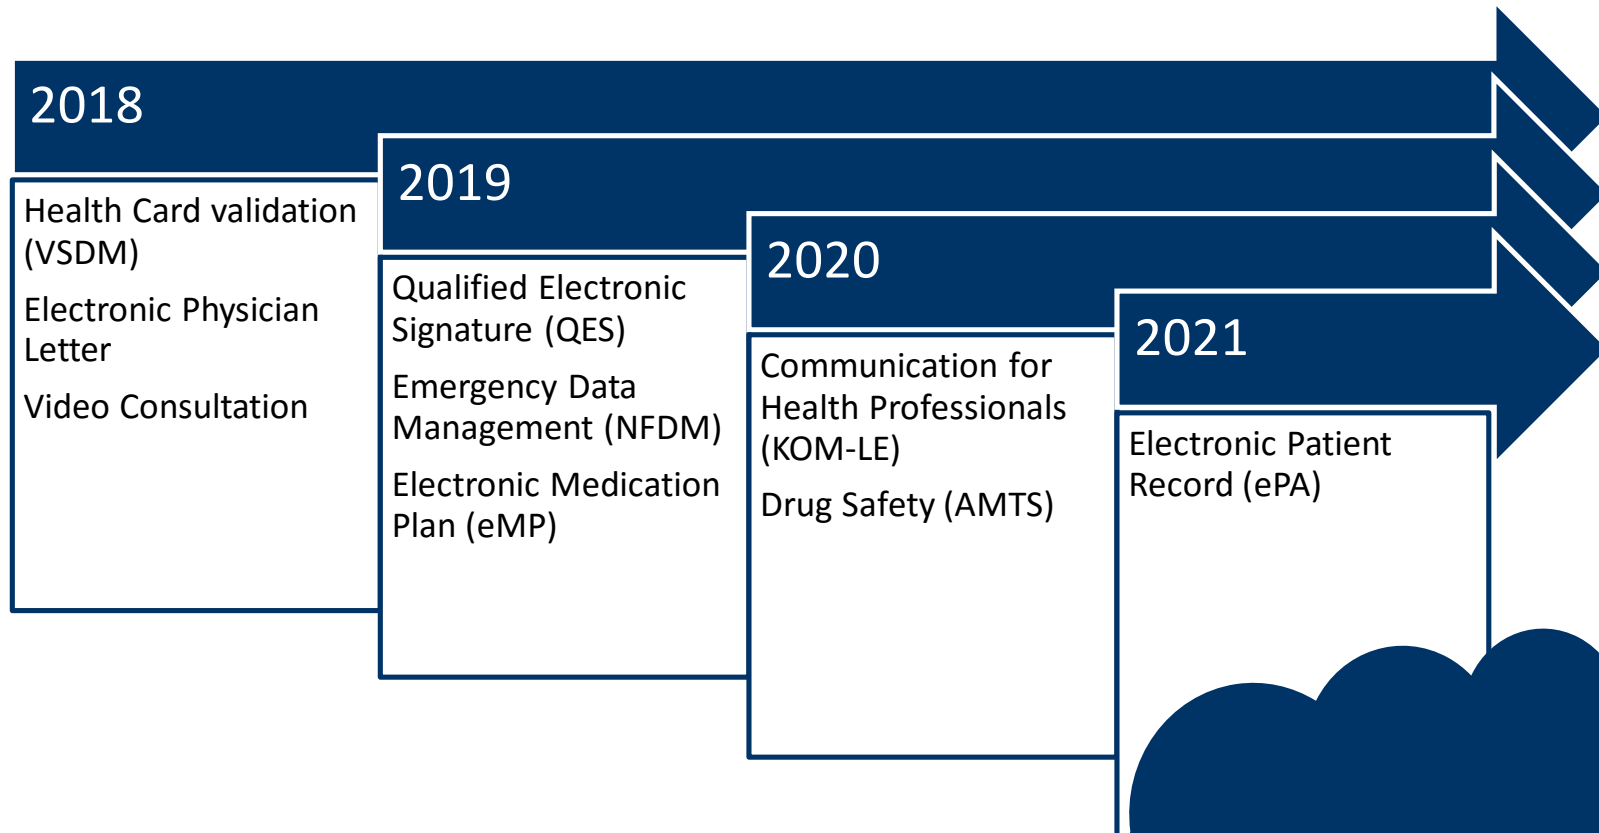 2018
Health Card validation
(VSDM)
Electronic Physician
Letter
Video Consultation
2019
Qualified Electronic
Signature (QES)
Emergency Data
Management (NFDM)
Electronic Medication
Plan (eMP)
2020
Communication for
Health Professionals
(KOM-LE)
Drug Safety (AMTS)
2021
Electronic Patient
Record (ePA)